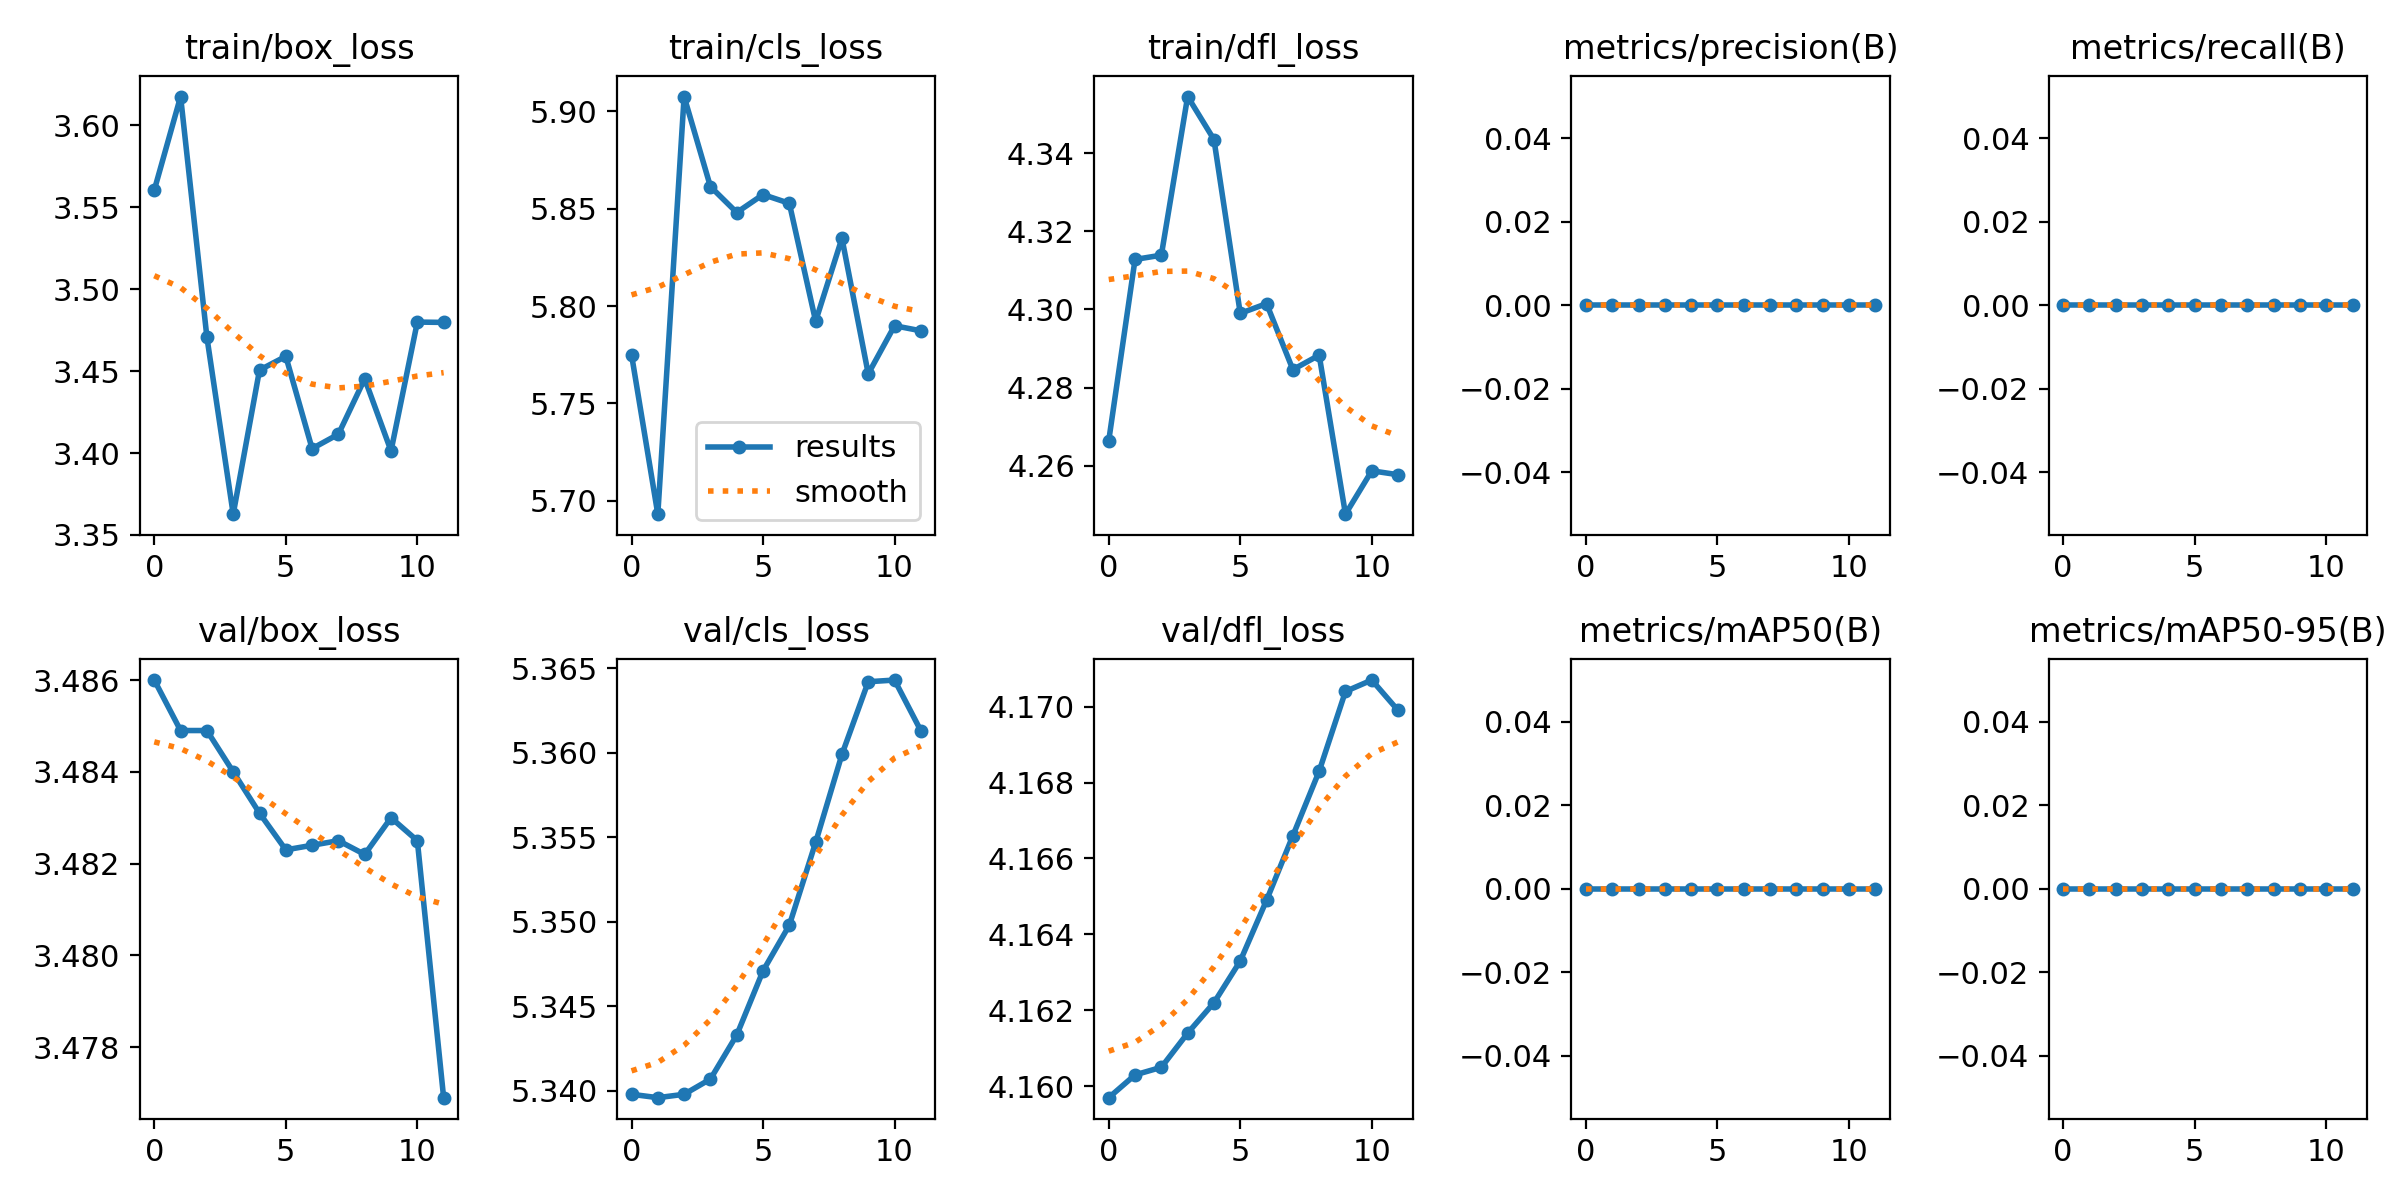 train/box_loss
train/cls_loss
train/dfl_loss
metrics/precision(B)
metrics/recall(B)
3.60
3.55
3.50
3.45
3.40
3.35
0 5 10
5.90
5.85
5.80
5.75
5.70
results
smooth
0 5 10
4.34
4.32
4.30
4.28
4.26
0 5 10
0.04
0.02
0.00
−0.02
−0.04
0 5 10
0.04
0.02
0.00
−0.02
−0.04
0 5 10
val/box_loss
val/cls_loss
val/dfl_loss
metrics/mAP50(B)
metrics/mAP50-95(B)
3.486
3.484
3.482
3.480
3.478
0 5 10
5.365
5.360
5.355
5.350
5.345
5.340
0 5 10
4.170
4.168
4.166
4.164
4.162
4.160
0 5 10
0.04
0.02
0.00
−0.02
−0.04
0 5 10
0.04
0.02
0.00
−0.02
−0.04
0 5 10